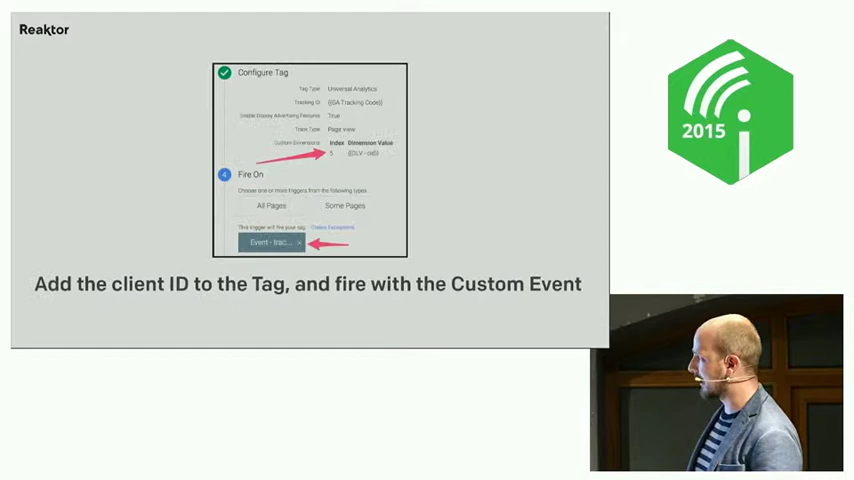 Reaktor
Configure Tag
Tag Type Universal Analytics
Tracking ID {{GA Tracking Code}}
Enable Display Advertising Features True
Track Type Page view
Custom Dimensions Index Dimension Value
5 {{DLV - cid}}
4 Fire On
Choose one or more triggers from the following types.
All Pages Some Pages
This trigger will fire your tag. Create Exceptions
Event - trac... ×
Add the client ID to the Tag, and fire with the Custom Event
2015